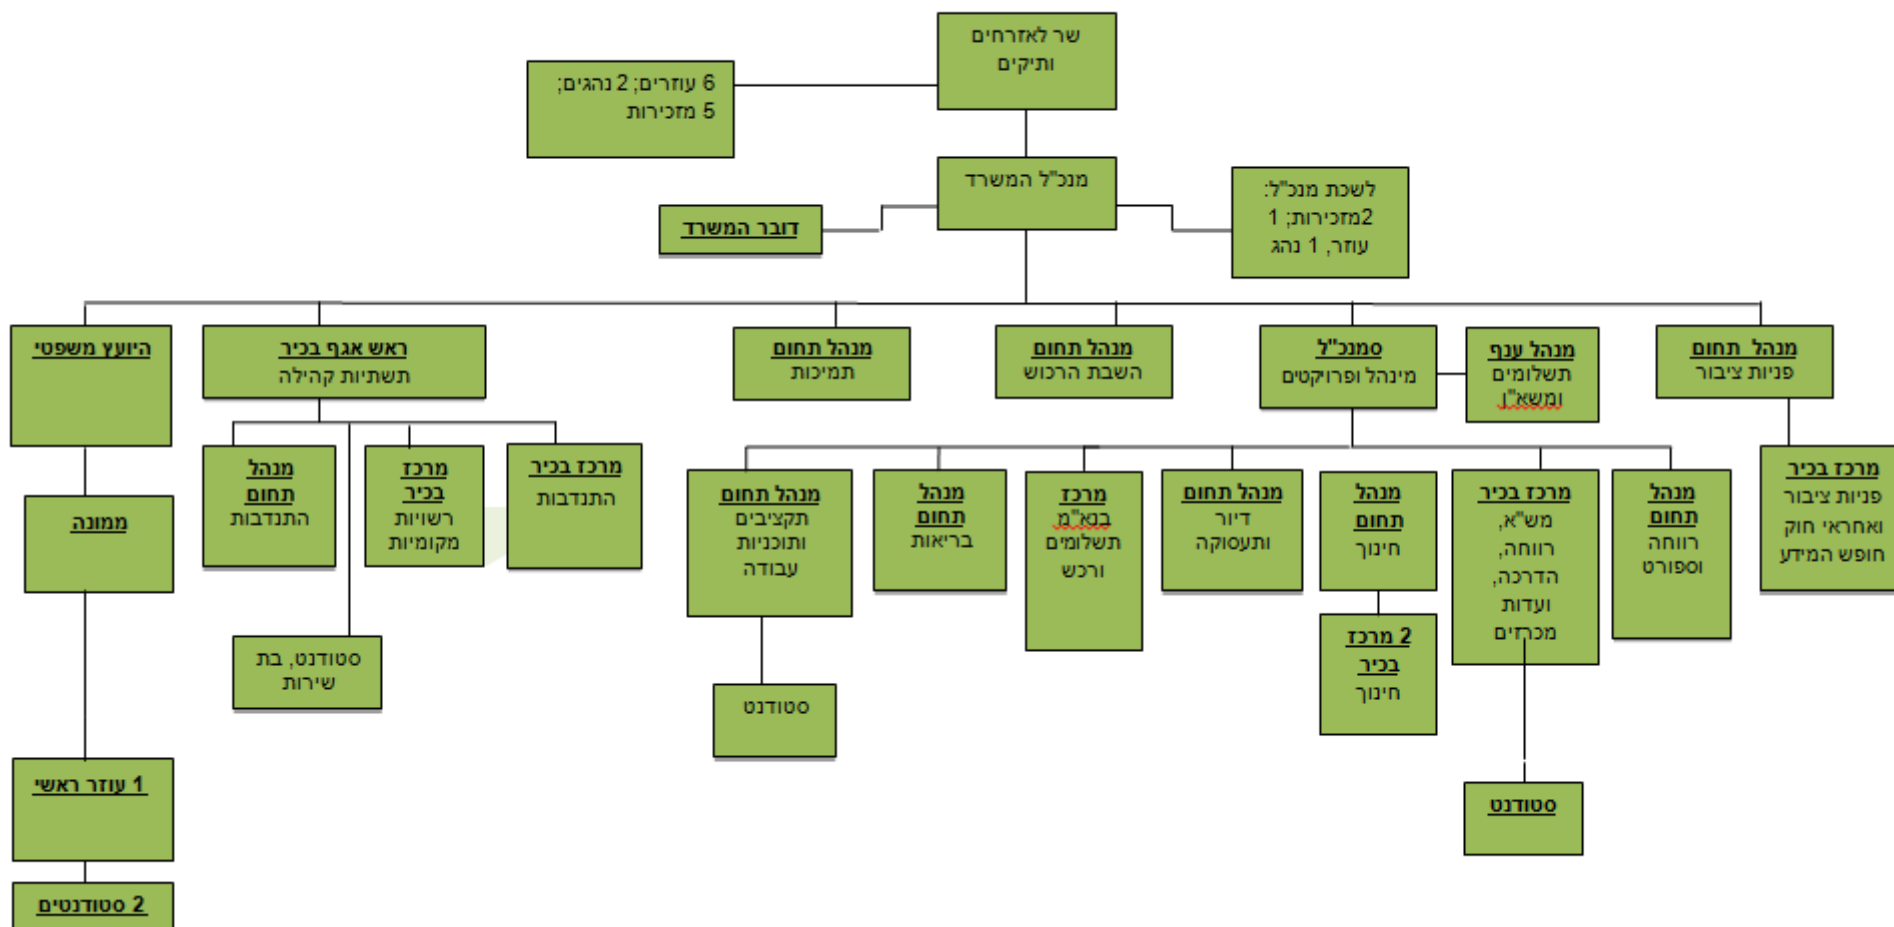 שר לאזרחים
ותיקים
6 עוזרים; 2 נהגים;
5 מזכירות
מנכ"ל המשרד
לשכת מנכ"ל:
2מזכירות; 1
עוזר, 1 נהג
דובר המשרד
מנהל תחום
פניות ציבור
מנהל ענף
תשלומים
ומשא"ן
סמנכ"ל
מינהל ופרויקטים
מנהל תחום
השבת הרכוש
מנהל תחום
תמיכות
ראש אגף בכיר
תשתיות קהילה
היועץ משפטי
מרכז בכיר
פניות ציבור
ואחראי חוק
חופש המידע
מנהל
תחום
רווחה
וספורט
מרכז בכיר
מש"א,
רווחה,
הדרכה,
ועדות
מכרזים
מנהל
תחום
חינוך
מנהל תחום
דיור
ותעסוקה
מרכז
בנא"מ
תשלומים
ורכש
מנהל
תחום
בריאות
מנהל תחום
תקציבים
ותוכניות
עבודה
מרכז בכיר
התנדבות
מרכז
בכיר
רשויות
מקומיות
מנהל
תחום
התנדבות
ממונה
2 מרכז
בכיר
חינוך
סטודנט, בת
שירות
סטודנט
סטודנט
1 עוזר ראשי
2 סטודנטים